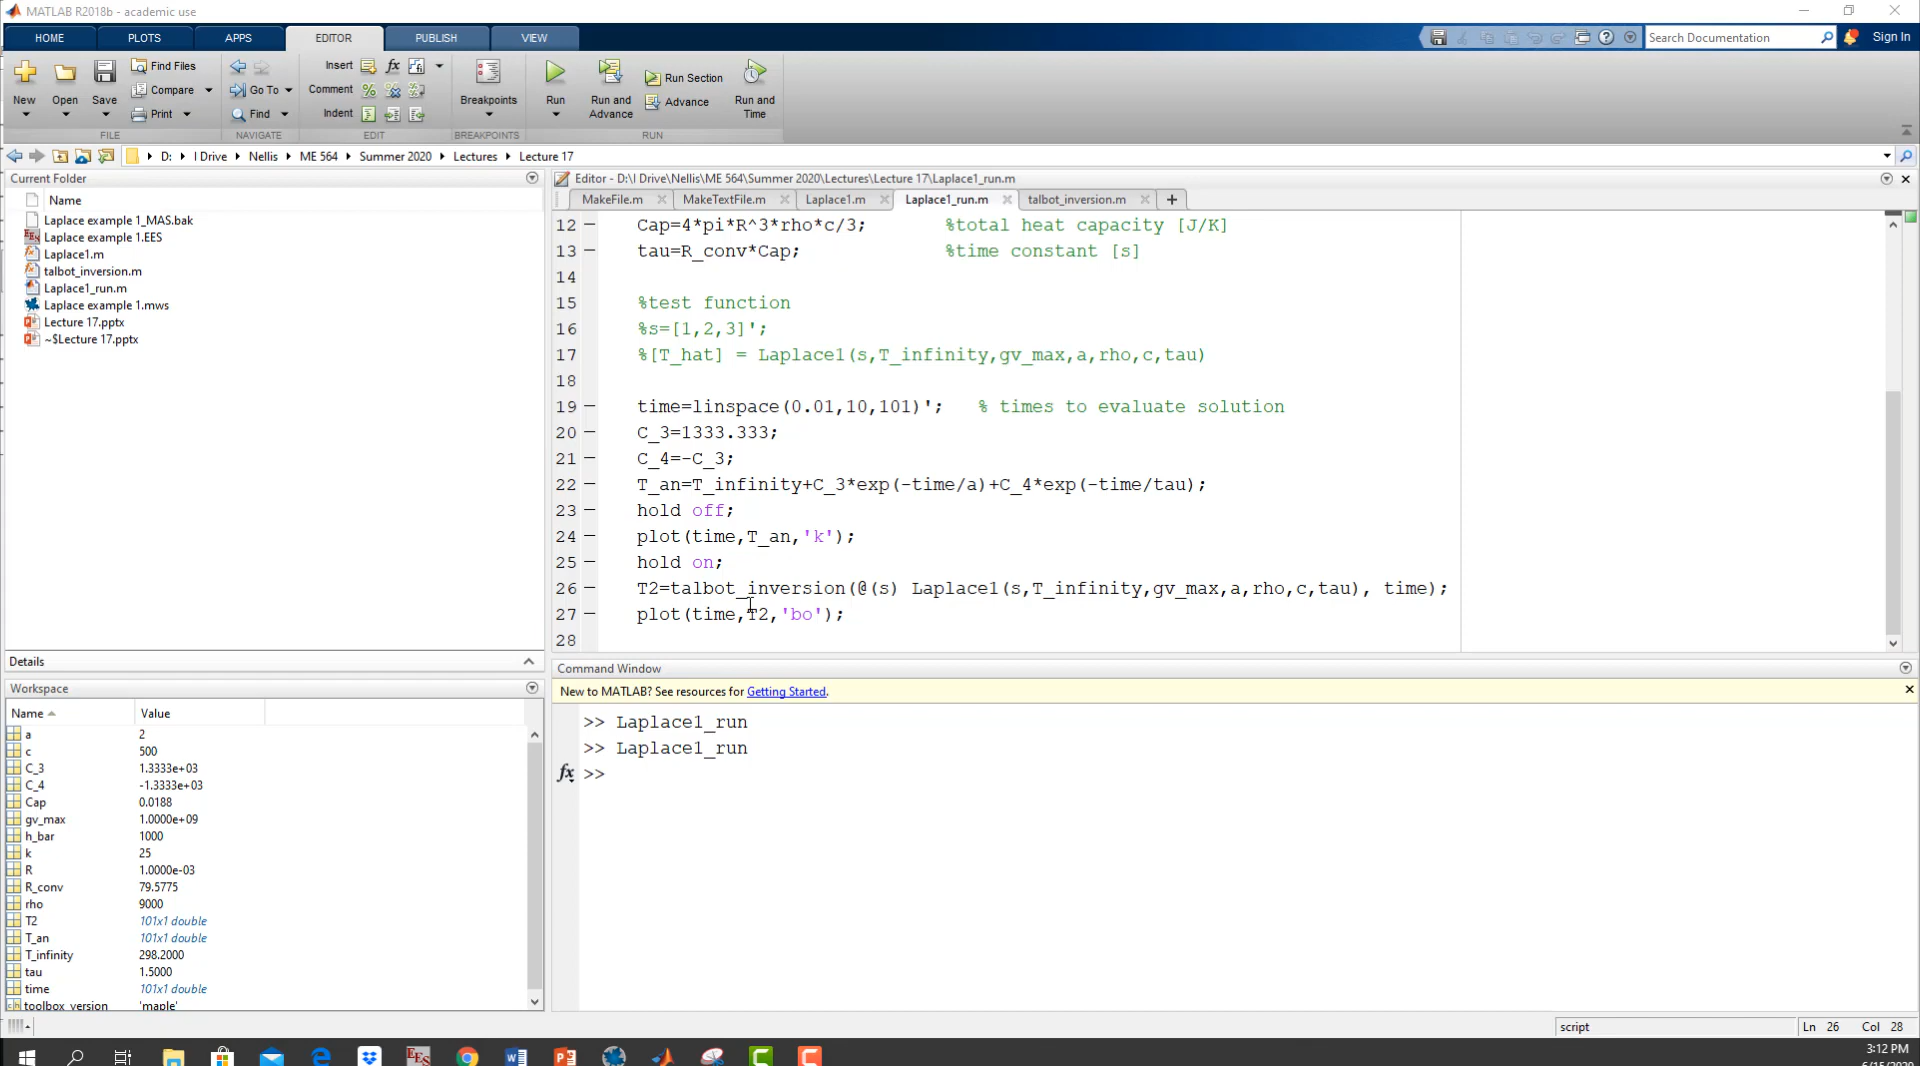 MATLAB R2018b - academic use
HOME PLOTS APPS EDITOR PUBLISH VIEW
Search Documentation
Sign In
New
Open
Save
Find Files
Compare
Print
Go To
Find
Insert
Comment
Indent
Breakpoints
Run
Run and Advance
Run Section
Advance
Run and Time
FILE NAVIGATE EDIT BREAKPOINTS RUN
D: I Drive Nellis ME 564 Summer 2020 Lectures Lecture 17
Current Folder
Name
Laplace example 1_MAS.bak
Laplace example 1.EES
Laplace1.m
talbot_inversion.m
Laplace1_run.m
Laplace example 1.mws
Lecture 17.pptx
~$Lecture 17.pptx
Details
Workspace
Name Value
a 2
c 500
C_3 1.3333e+03
C_4 -1.3333e+03
Cap 0.0188
gv_max 1.0000e+09
h_bar 1000
k 25
R 1.0000e-03
R_conv 79.5775
rho 9000
T2 101x1 double
T_an 101x1 double
T_infinity 298.2000
tau 1.5000
time 101x1 double
toolbox_version 'maple'
Editor - D:\I Drive\Nellis\ME 564\Summer 2020\Lectures\Lecture 17\Laplace1_run.m
MakeFile.m MakeTextFile.m Laplace1.m Laplace1_run.m talbot_inversion.m
12 Cap=4*pi*R^3*rho*c/3; %total heat capacity [J/K]
13 tau=R_conv*Cap; %time constant [s]
14
15 %test function
16 %s=[1,2,3]';
17 %[T_hat] = Laplace1(s,T_infinity,gv_max,a,rho,c,tau)
18
19 time=linspace(0.01,10,101)'; % times to evaluate solution
20 C_3=1333.333;
21 C_4=-C_3;
22 T_an=T_infinity+C_3*exp(-time/a)+C_4*exp(-time/tau);
23 hold off;
24 plot(time,T_an,'k');
25 hold on;
26 T2=talbot_inversion(@(s) Laplace1(s,T_infinity,gv_max,a,rho,c,tau), time);
27 plot(time,T2,'bo');
28
Command Window
New to MATLAB? See resources for Getting Started.
>> Laplace1_run
>> Laplace1_run
fx >>
script
Ln 26 Col 28
3:12 PM